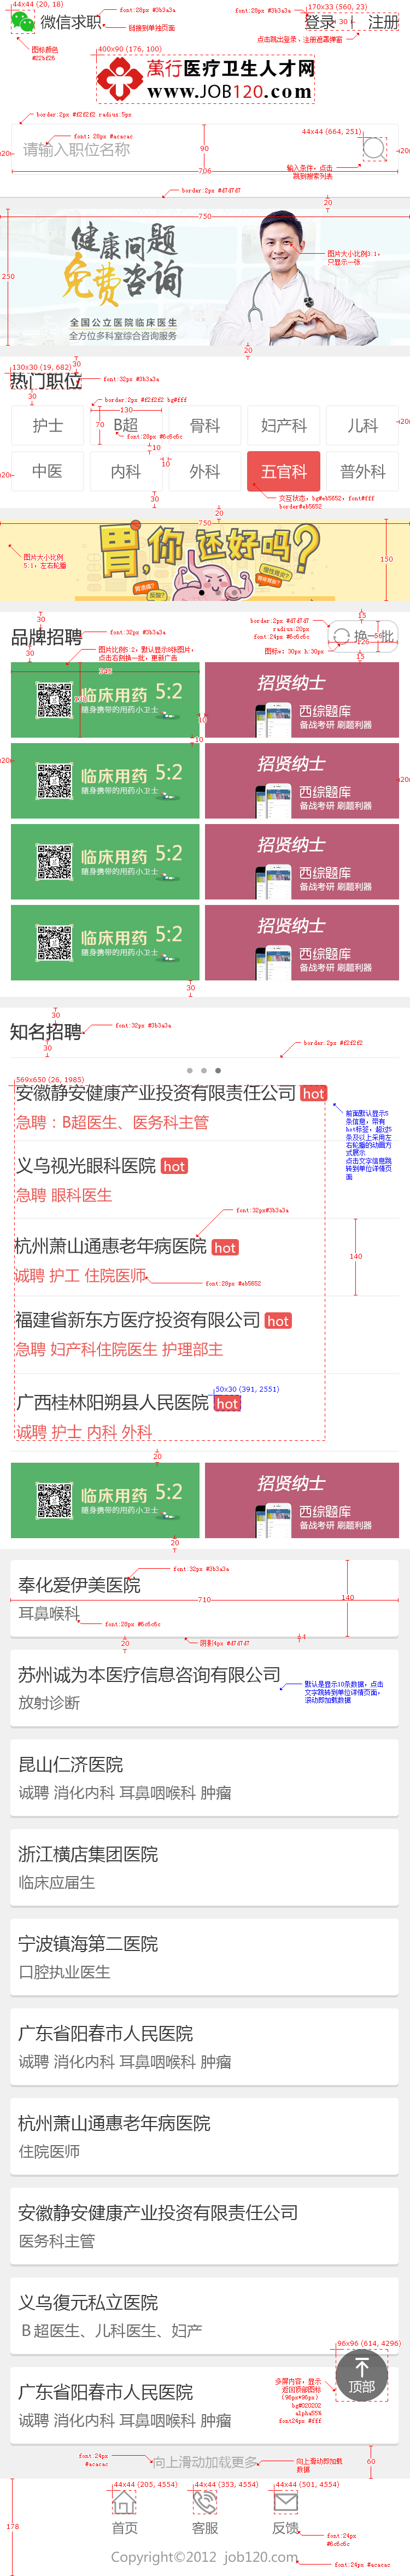 44x44 (20, 18)
font:28px #3b3a3a
font:28px #3b3a3a
170x33 (560, 23)
微信求职
链接到单独页面
登录 30 注册
图标颜色
#22bf26
点击跳出登录、注册遮罩弹窗
400x90 (176, 100)
萬行医疗卫生人才网
www.JOB120.com
border:2px #f2f2f2 radius:5px
font: 28px #acacac
请输入职位名称
90
44x44 (664, 251)
20
20
输入条件，点击
跳到搜索列表
706
border:2px #d7d7d7
20
750
健康问题
免费咨询
全国公立医院临床医生
全方位多科室综合咨询服务
250
图片大小比例3:1，
只显示一张
20
30
130x30 (19, 682)
热门职位
font:32px #3b3a3a
30
border:2px #f2f2f2 bg#fff
130
护士 B超 骨科 妇产科 儿科
70
20
font:28px #6c6c6c
10
10
中医 内科 外科 五官科 普外科
20
30
交互状态：bg#eb5652；font#fff
border#eb5652
20
750
图片大小比例
5:1，左右轮播
胃,你还好吗?
150
30
15
品牌招聘
font:32px #3b3a3a
border:2px #d7d7d7
radius:20px
font:24px #6c6c6c
换一批
56
126
图标w: 30px h:30px
15
30
图片比例5:2，默认显示8张图片，
点击右侧换一批，更新广告
345
临床用药 5:2
随身携带的用药小卫士
招贤纳士
西综题库
备战考研 刷题利器
10
10
临床用药 5:2
随身携带的用药小卫士
招贤纳士
西综题库
备战考研 刷题利器
20
20
临床用药 5:2
随身携带的用药小卫士
招贤纳士
西综题库
备战考研 刷题利器
临床用药 5:2
随身携带的用药小卫士
招贤纳士
西综题库
备战考研 刷题利器
30
30
知名招聘
font:32px #3b3a3a
30
border:2px #f2f2f2
569x650 (26, 1985)
安徽静安健康产业投资有限责任公司 hot
急聘：B超医生、医务科主管
前面默认显示5
条信息，带有
hot标签，超过5
条及以上采用左
右轮播的动画方
式展示
点击文字信息跳
转到单位详情页
面
义乌视光眼科医院 hot
急聘 眼科医生
font:32px#3b3a3a
杭州萧山通惠老年病医院 hot
诚聘 护工 住院医师
font:28px #eb5652
140
福建省新东方医疗投资有限公司 hot
急聘 妇产科住院医生 护理部主
50x30 (391, 2551)
广西桂林阳朔县人民医院 hot
诚聘 护士 内科 外科
20
临床用药 5:2
随身携带的用药小卫士
招贤纳士
西综题库
备战考研 刷题利器
20
font:32px #3b3a3a
奉化爱伊美医院
710
140
耳鼻喉科
font:28px #6c6c6c
20
阴影4px #d7d7d7
4
苏州诚为本医疗信息咨询有限公司
放射诊断
默认是显示10条数据，点击
文字跳转到单位详情页面，
滚动即加载数据
昆山仁济医院
诚聘 消化内科 耳鼻咽喉科 肿瘤
浙江横店集团医院
临床应届生
宁波镇海第二医院
口腔执业医生
广东省阳春市人民医院
诚聘 消化内科 耳鼻咽喉科 肿瘤
杭州萧山通惠老年病医院
住院医师
安徽静安健康产业投资有限责任公司
医务科主管
义乌復元私立医院
B 超医生、儿科医生、妇产
96x96 (614, 4296)
广东省阳春市人民医院
诚聘 消化内科 耳鼻咽喉科 肿瘤
多屏内容，显示
返回顶部图标
(96px*96px)
bg#020202
alpha55%
font24px #fff
顶部
font:24px
#acacac
向上滑动加载更多
向上滑动即加载
数据
60
44x44 (205, 4554)
44x44 (353, 4554)
44x44 (501, 4554)
178
首页 客服 反馈
font:24px
#6c6c6c
Copyright©2012 job120.com
font:24px #acacac